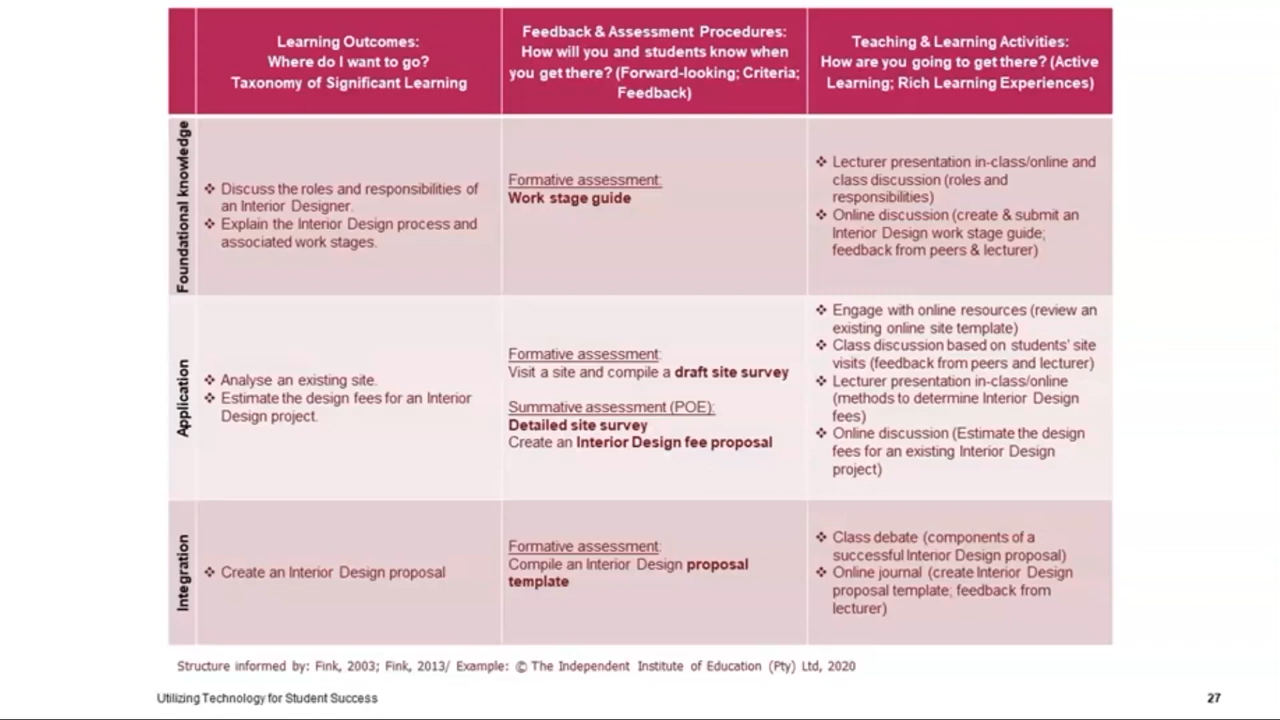 Learning Outcomes:
Where do I want to go?
Taxonomy of Significant Learning
Feedback & Assessment Procedures:
How will you and students know when
you get there? (Forward-looking; Criteria;
Feedback)
Teaching & Learning Activities:
How are you going to get there? (Active
Learning; Rich Learning Experiences)
Foundational knowledge
❖ Discuss the roles and responsibilities of
an Interior Designer.
❖ Explain the Interior Design process and
associated work stages.
Formative assessment:
Work stage guide
❖ Lecturer presentation in-class/online and
class discussion (roles and
responsibilities)
❖ Online discussion (create & submit an
Interior Design work stage guide;
feedback from peers & lecturer)
Application
❖ Analyse an existing site.
❖ Estimate the design fees for an Interior
Design project.
Formative assessment:
Visit a site and compile a draft site survey
Summative assessment (POE):
Detailed site survey
Create an Interior Design fee proposal
❖ Engage with online resources (review an
existing online site template)
❖ Class discussion based on students' site
visits (feedback from peers and lecturer)
❖ Lecturer presentation in-class/online
(methods to determine Interior Design
fees)
❖ Online discussion (Estimate the design
fees for an existing Interior Design
project)
Integration
❖ Create an Interior Design proposal
Formative assessment:
Compile an Interior Design proposal
template
❖ Class debate (components of a
successful Interior Design proposal)
❖ Online journal (create Interior Design
proposal template; feedback from
lecturer)
Structure informed by: Fink, 2003; Fink, 2013/ Example: © The Independent Institute of Education (Pty) Ltd, 2020
Utilizing Technology for Student Success
27